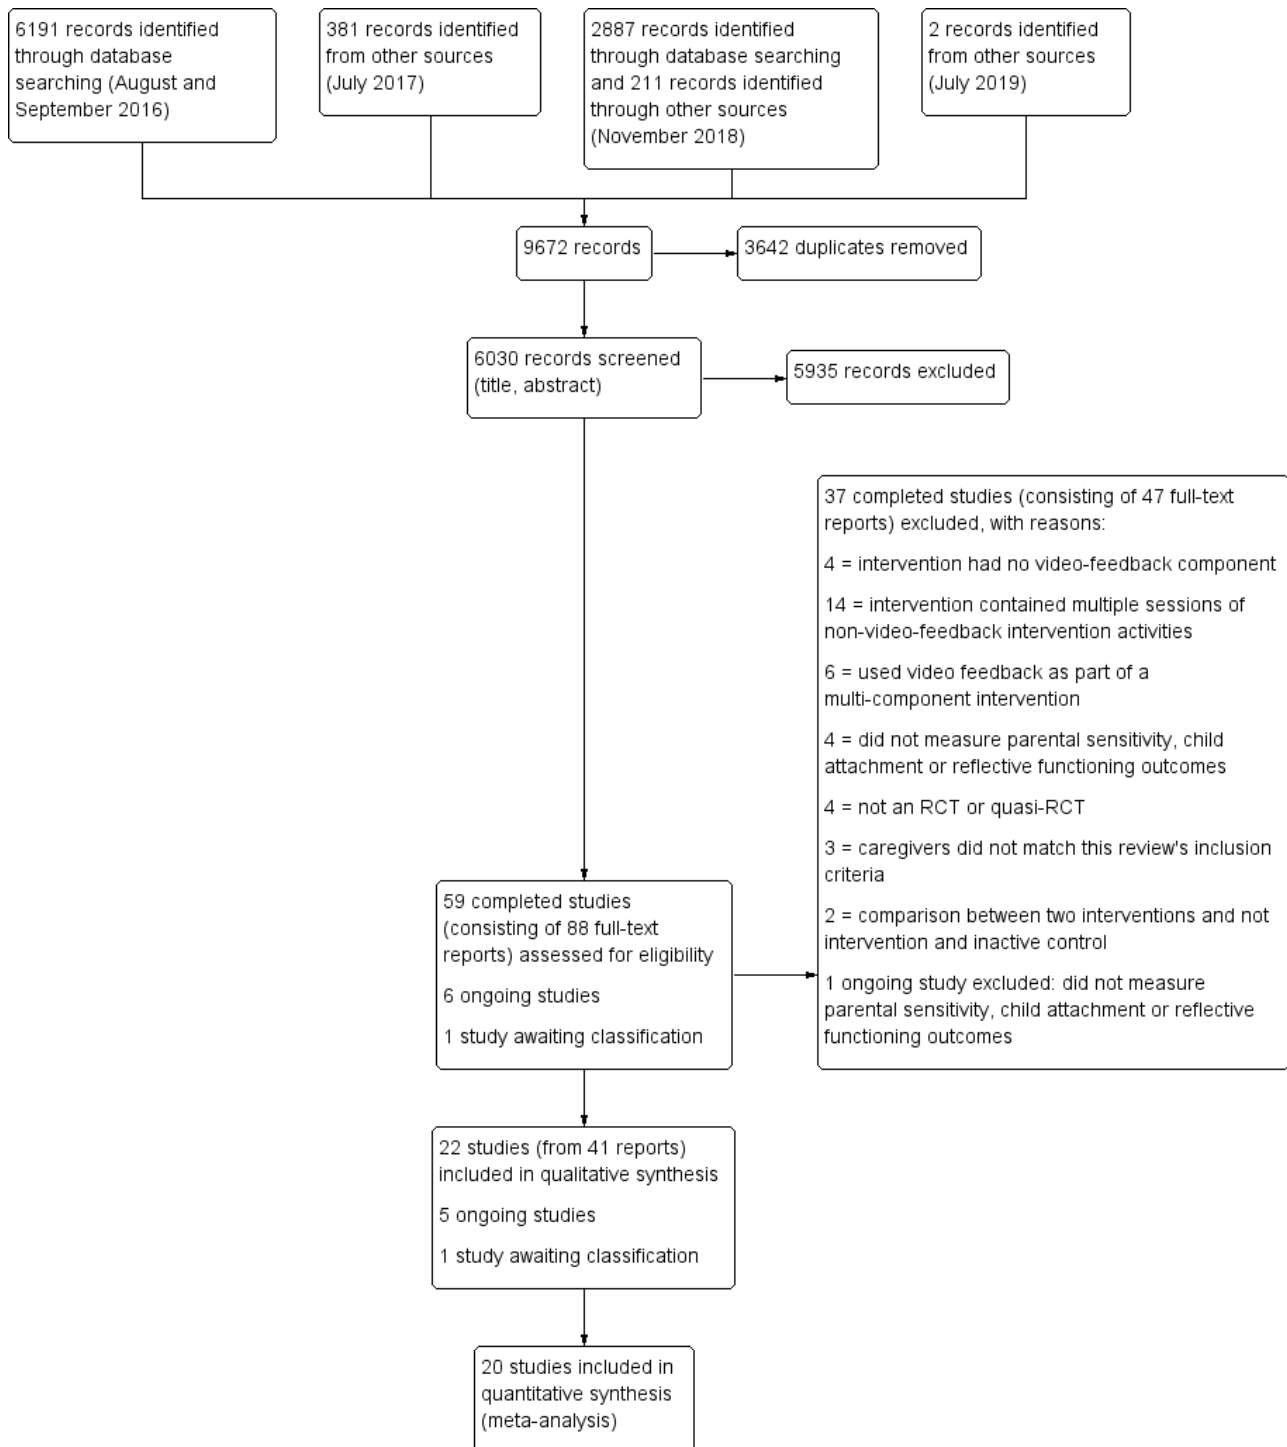 6191 records identified
through database
searching (August and
September 2016)
381 records identified
from other sources
(July 2017)
2887 records identified
through database searching
and 211 records identified
through other sources
(November 2018)
2 records identified
from other sources
(July 2019)
9672 records
3642 duplicates removed
6030 records screened
(title, abstract)
5935 records excluded
37 completed studies (consisting of 47 full-text
reports) excluded, with reasons:
4 = intervention had no video-feedback component
14 = intervention contained multiple sessions of
non-video-feedback intervention activities
6 = used video feedback as part of a
multi-component intervention
4 = did not measure parental sensitivity, child
attachment or reflective functioning outcomes
4 = not an RCT or quasi-RCT
3 = caregivers did not match this review's inclusion
criteria
2 = comparison between two interventions and not
intervention and inactive control
1 ongoing study excluded: did not measure
parental sensitivity, child attachment or reflective
functioning outcomes
59 completed studies
(consisting of 88 full-text
reports) assessed for eligibility
6 ongoing studies
1 study awaiting classification
22 studies (from 41 reports)
included in qualitative synthesis
5 ongoing studies
1 study awaiting classification
20 studies included in
quantitative synthesis
(meta-analysis)